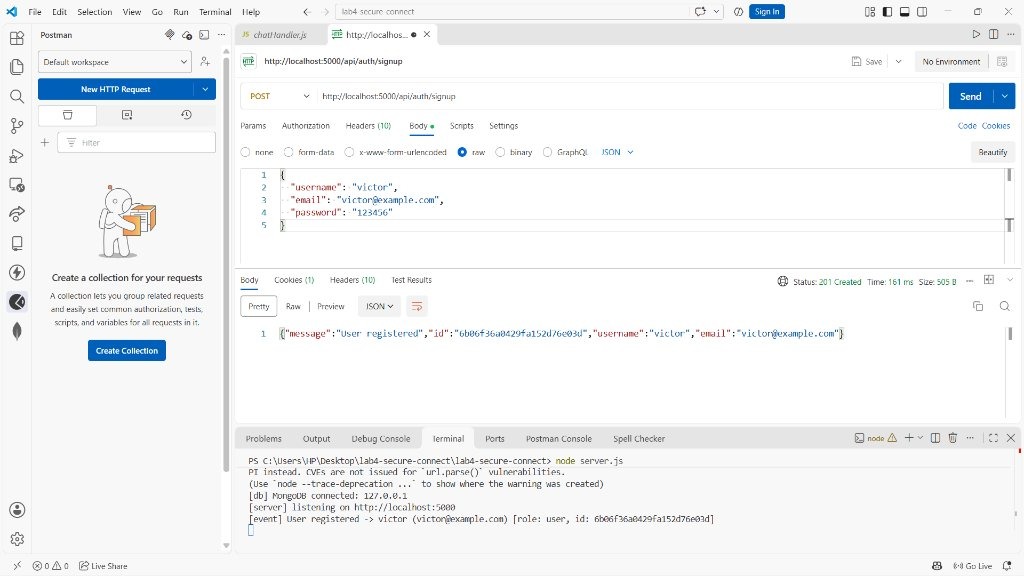 File Edit Selection View Go Run Terminal Help
lab4-secure-connect
Sign In
Postman
JS chatHandler.js
HTTP http://localhos...
Default workspace
New HTTP Request
Filter
Create a collection for your requests
A collection lets you group related requests
and easily set common authorization, tests,
scripts, and variables for all requests in it.
Create Collection
HTTP http://localhost:5000/api/auth/signup
Save
No Environment
POST http://localhost:5000/api/auth/signup
Send
Params Authorization Headers (10) Body Scripts Settings
Code Cookies
none form-data x-www-form-urlencoded raw binary GraphQL JSON
Beautify
1 {
2 "username": "victor",
3 "email": "victor@example.com",
4 "password": "123456"
5 }
Body Cookies (1) Headers (10) Test Results
Status: 201 Created Time: 161 ms Size: 505 B
Pretty Raw Preview JSON
1 {"message":"User registered","id":"6b06f36a0429fa152d76e03d","username":"victor","email":"victor@example.com"}
Problems Output Debug Console Terminal Ports Postman Console Spell Checker
node
PS C:\Users\HP\Desktop\lab4-secure-connect\lab4-secure-connect> node server.js
PI instead. CVEs are not issued for `url.parse()` vulnerabilities.
(Use `node --trace-deprecation ...` to show where the warning was created)
[db] MongoDB connected: 127.0.0.1
[server] listening on http://localhost:5000
[event] User registered -> victor (victor@example.com) [role: user, id: 6b06f36a0429fa152d76e03d]
0 0 Live Share
Go Live